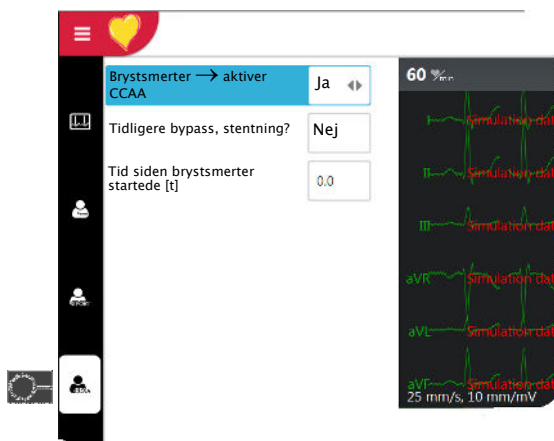 Brystsmerter → aktiver
CCAA
Ja
Tidligere bypass, stentning?
Nej
Tid siden brystsmerter
startede [t]
0.0
60
I
Simulation dat
II
Simulation dat
III
Simulation dat
aVR
Simulation dat
aVL
Simulation dat
aVF
Simulation dat
25 mm/s, 10 mm/mV